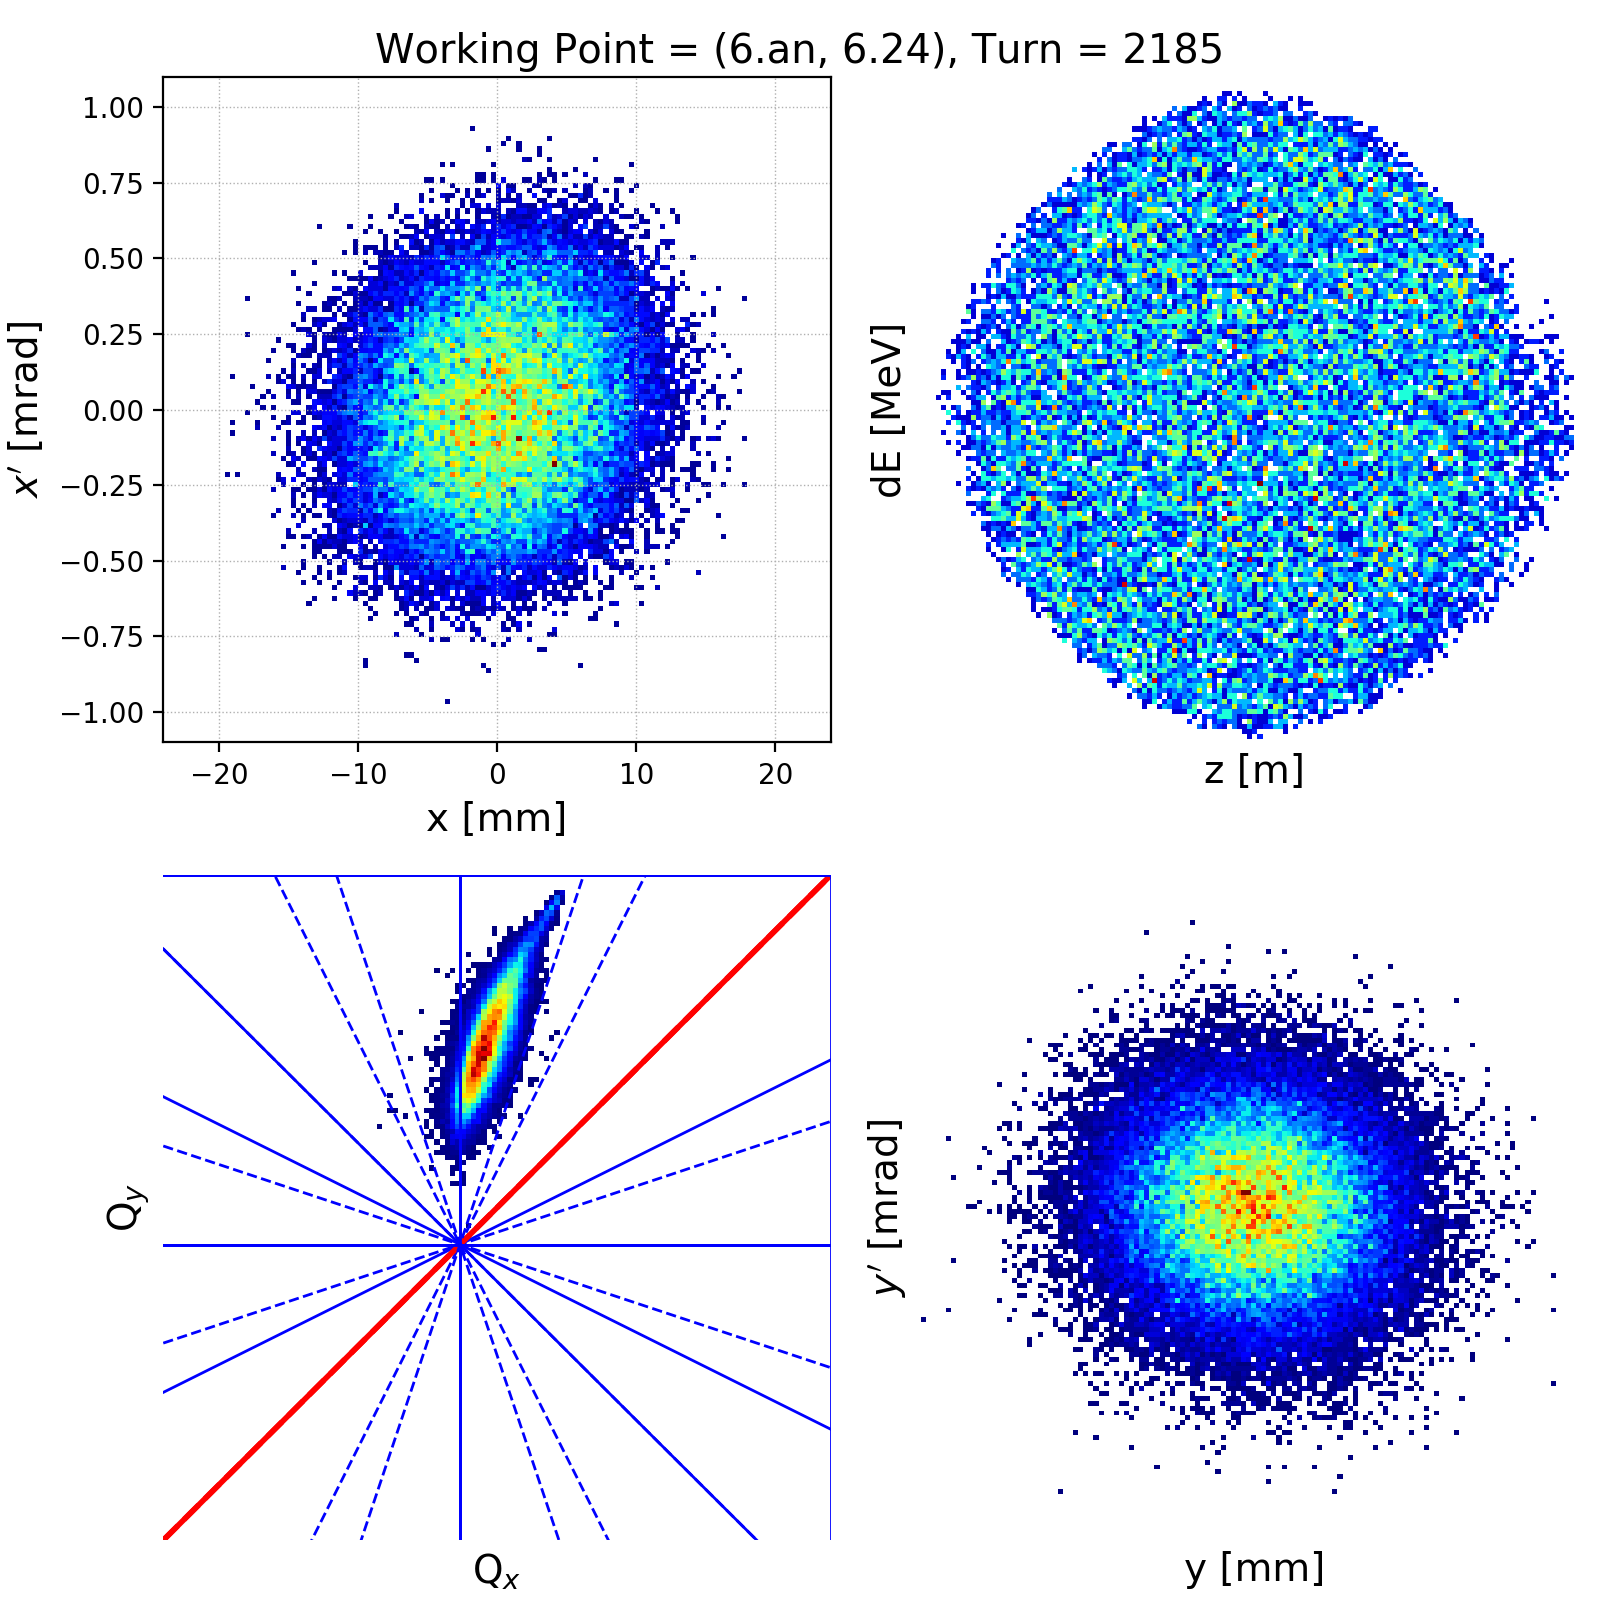 Working Point = (6.an, 6.24), Turn = 2185
1.00
0.75
0.50
0.25
0.00
−0.25
−0.50
−0.75
−1.00
x′ [mrad]
−20 −10 0 10 20
x [mm]
dE [MeV]
z [m]
Qy
Qx
y′ [mrad]
y [mm]